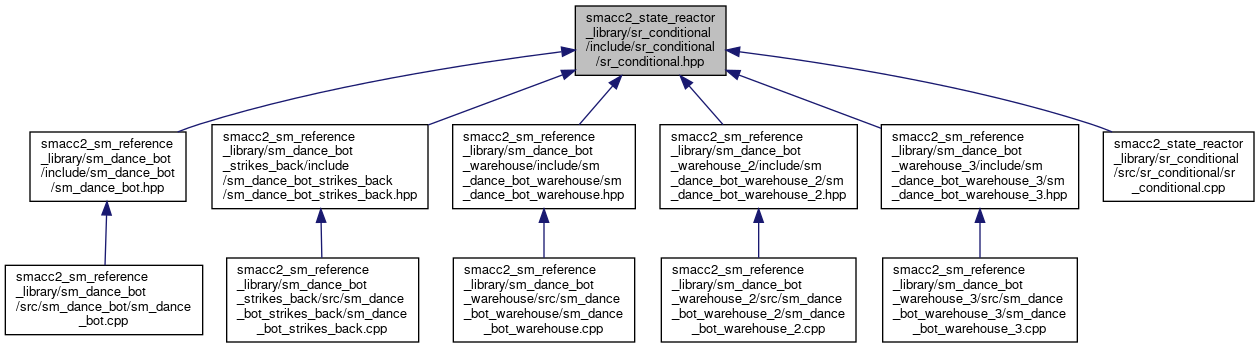 smacc2_state_reactor
_library/sr_conditional
/include/sr_conditional
/sr_conditional.hpp
smacc2_sm_reference
_library/sm_dance_bot
/include/sm_dance_bot
/sm_dance_bot.hpp
smacc2_sm_reference
_library/sm_dance_bot
_strikes_back/include
/sm_dance_bot_strikes_back
/sm_dance_bot_strikes_back.hpp
smacc2_sm_reference
_library/sm_dance_bot
_warehouse/include/sm
_dance_bot_warehouse/sm
_dance_bot_warehouse.hpp
smacc2_sm_reference
_library/sm_dance_bot
_warehouse_2/include/sm
_dance_bot_warehouse_2/sm
_dance_bot_warehouse_2.hpp
smacc2_sm_reference
_library/sm_dance_bot
_warehouse_3/include/sm
_dance_bot_warehouse_3/sm
_dance_bot_warehouse_3.hpp
smacc2_state_reactor
_library/sr_conditional
/src/sr_conditional/sr
_conditional.cpp
smacc2_sm_reference
_library/sm_dance_bot
/src/sm_dance_bot/sm_dance
_bot.cpp
smacc2_sm_reference
_library/sm_dance_bot
_strikes_back/src/sm_dance
_bot_strikes_back/sm_dance
_bot_strikes_back.cpp
smacc2_sm_reference
_library/sm_dance_bot
_warehouse/src/sm_dance
_bot_warehouse/sm_dance
_bot_warehouse.cpp
smacc2_sm_reference
_library/sm_dance_bot
_warehouse_2/src/sm_dance
_bot_warehouse_2/sm_dance
_bot_warehouse_2.cpp
smacc2_sm_reference
_library/sm_dance_bot
_warehouse_3/src/sm_dance
_bot_warehouse_3/sm_dance
_bot_warehouse_3.cpp